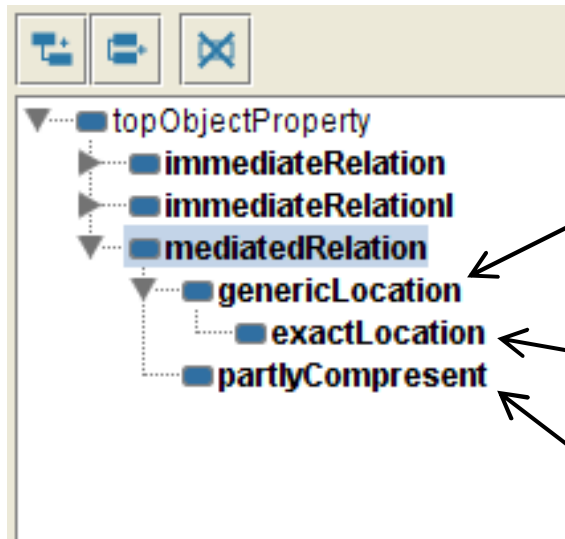 topObjectProperty
immediateRelation
immediateRelationI
mediatedRelation
genericLocation
exactLocation
partlyCompresent